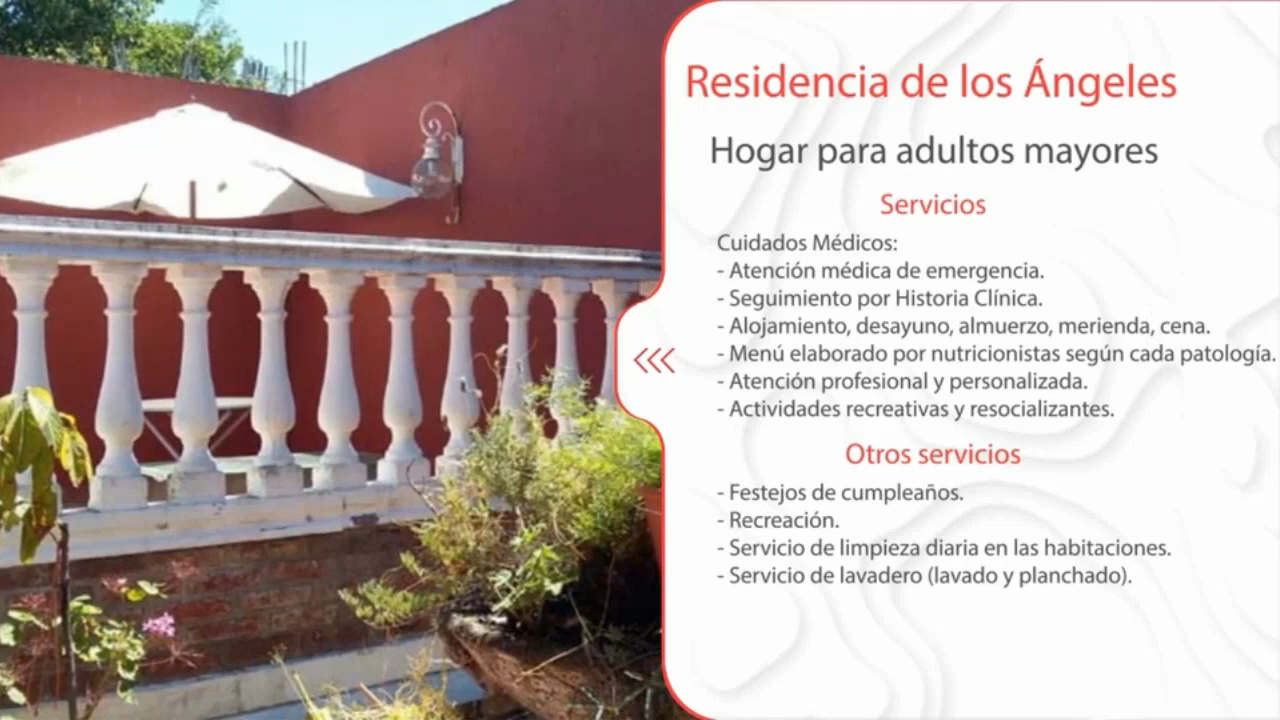 Residencia de los Ángeles
Hogar para adultos mayores
Servicios
Cuidados Médicos:
- Atención médica de emergencia.
- Seguimiento por Historia Clínica.
- Alojamiento, desayuno, almuerzo, merienda, cena.
- Menú elaborado por nutricionistas según cada patología.
- Atención profesional y personalizada.
- Actividades recreativas y resocializantes.
Otros servicios
- Festejos de cumpleaños.
- Recreación.
- Servicio de limpieza diaria en las habitaciones.
- Servicio de lavadero (lavado y planchado).